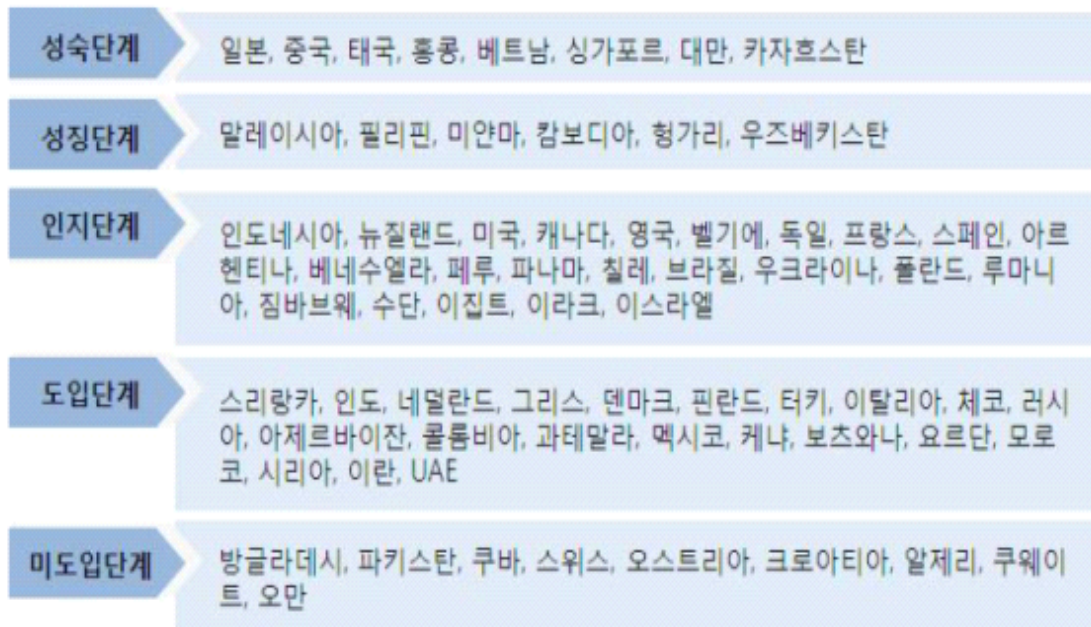 성숙단계
일본, 중국, 태국, 홍콩, 베트남, 싱가포르, 대만, 카자흐스탄
성징단계
말레이시아, 필리핀, 미얀마, 캄보디아, 헝가리, 우즈베키스탄
인지단계
인도네시아, 뉴질랜드, 미국, 캐나다, 영국, 벨기에, 독일, 프랑스, 스페인, 아르
헨티나, 베네수엘라, 페루, 파나마, 칠레, 브라질, 우크라이나, 폴란드, 루마니
아, 짐바브웨, 수단, 이집트, 이라크, 이스라엘
도입단계
스리랑카, 인도, 네덜란드, 그리스, 덴마크, 핀란드, 터키, 이탈리아, 체코, 러시
아, 아제르바이잔, 콜롬비아, 과테말라, 멕시코, 케냐, 보츠와나, 요르단, 모로
코, 시리아, 이란, UAE
미도입단계
방글라데시, 파키스탄, 쿠바, 스위스, 오스트리아, 크로아티아, 알제리, 쿠웨이
트, 오만